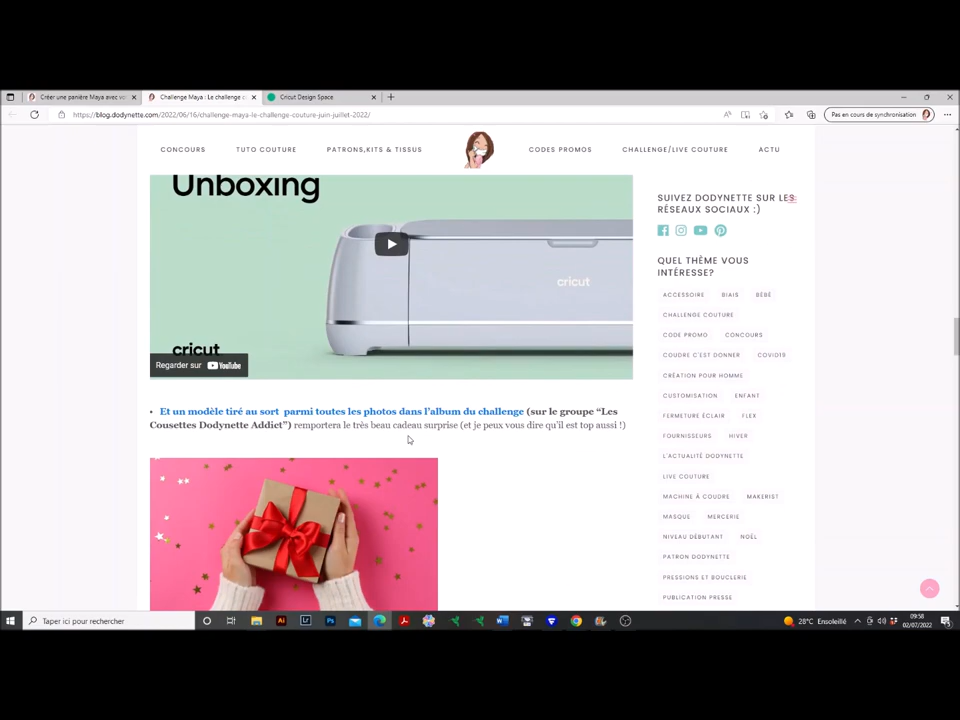 Créer une panière Maya avec vo
Challenge Maya : Le challenge c
Cricut Design Space
https://blog.dodynette.com/2022/06/16/challenge-maya-le-challenge-couture-juin-juillet-2022/
Pas en cours de synchronisation
CONCOURS
TUTO COUTURE
PATRONS,KITS & TISSUS
CODES PROMOS
CHALLENGE/LIVE COUTURE
ACTU
Unboxing
cricut
cricut
Regarder sur YouTube
• Et un modèle tiré au sort parmi toutes les photos dans l'album du challenge (sur le groupe “Les
Cousettes Dodynette Addict”) remportera le très beau cadeau surprise (et je peux vous dire qu'il est top aussi !)
SUIVEZ DODYNETTE SUR LES
RÉSEAUX SOCIAUX :)
QUEL THÈME VOUS
INTÉRESSE?
ACCESSOIRE BIAIS BÉBÉ
CHALLENGE COUTURE
CODE PROMO CONCOURS
COUDRE C'EST DONNER COVID19
CRÉATION POUR HOMME
CUSTOMISATION ENFANT
FERMETURE ÉCLAIR FLEX
FOURNISSEURS HIVER
L'ACTUALITÉ DODYNETTE
LIVE COUTURE
MACHINE À COUDRE MAKERIST
MASQUE MERCERIE
NIVEAU DÉBUTANT NOËL
PATRON DODYNETTE
PRESSIONS ET BOUCLERIE
PUBLICATION PRESSE
Taper ici pour rechercher
28°C Ensoleillé
09:58
02/07/2022